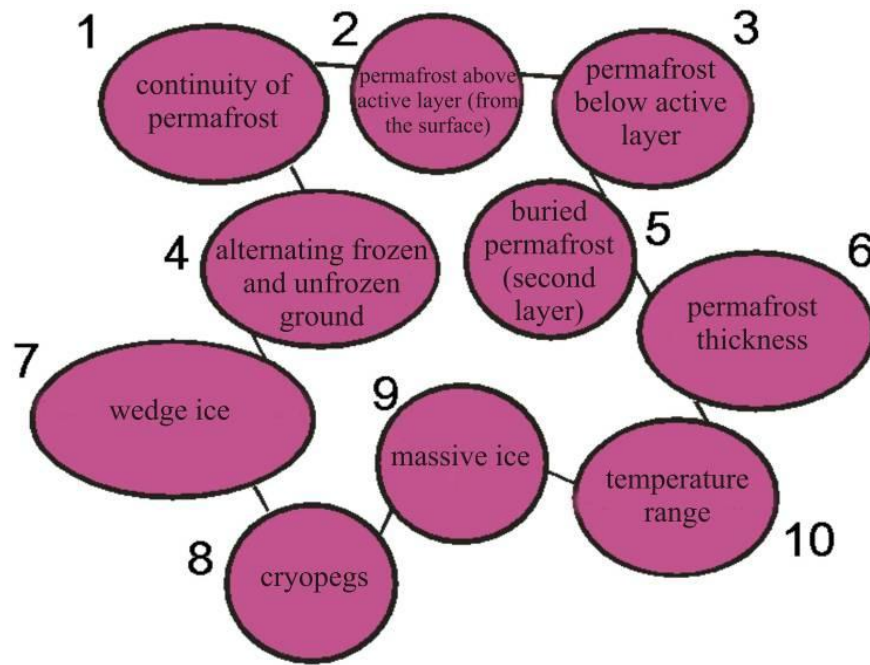 1
continuity of
permafrost
2
permafrost above
active layer (from
the surface)
3
permafrost
below active
layer
4
alternating frozen
and unfrozen
ground
5
buried
permafrost
(second
layer)
6
permafrost
thickness
7
wedge ice
8
cryopegs
9
massive ice
10
temperature
range